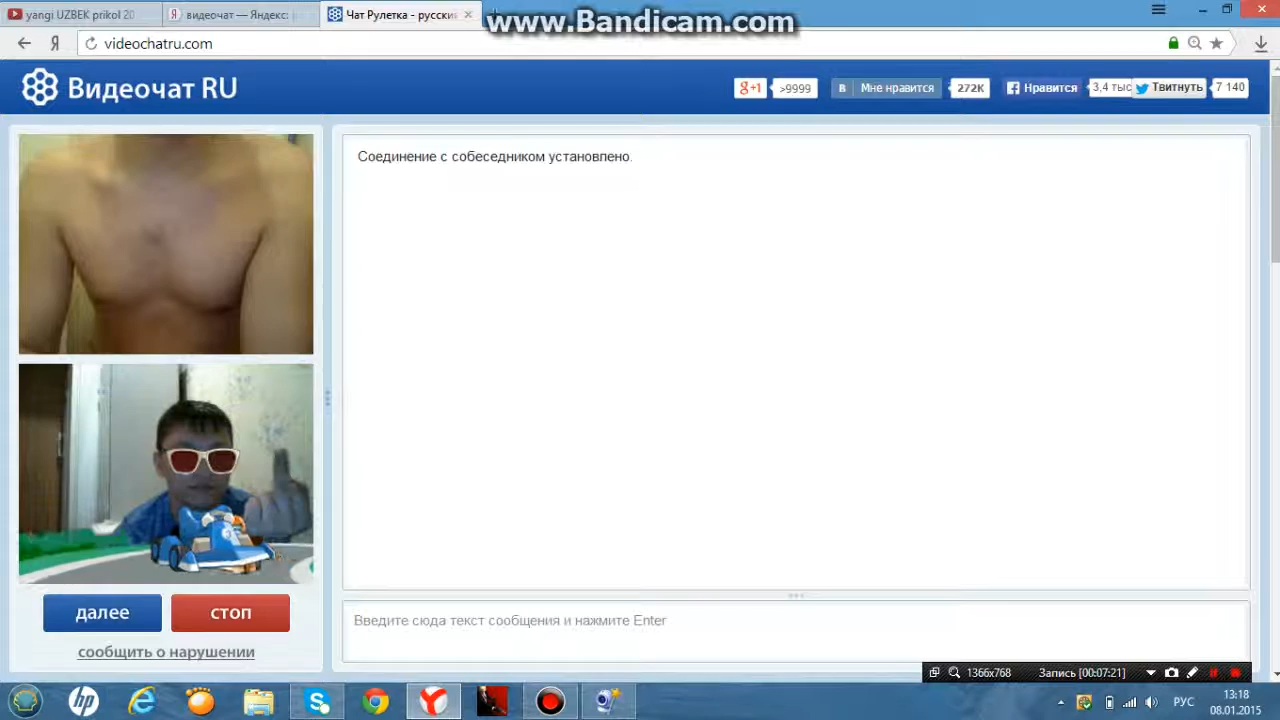 www.Bandicam.com
yangi UZBEK prikol 20
видеочат — Яндекс:
Чат Рулетка - русски
videochatru.com
Видеочат RU
g+1 >9999
В Мне нравится 272K
Нравится 3,4 тыс
Твитнуть 7 140
Соединение с собеседником установлено.
далее
стоп
сообщить о нарушении
Введите сюда текст сообщения и нажмите Enter
1366x768 Запись [00:07:21]
РУС
13:18
08.01.2015